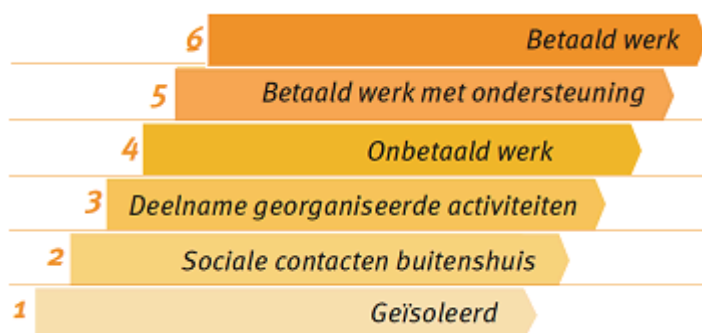 6 Betaald werk
5 Betaald werk met ondersteuning
4 Onbetaald werk
3 Deelname georganiseerde activiteiten
2 Sociale contacten buitenshuis
1 Geïsoleerd